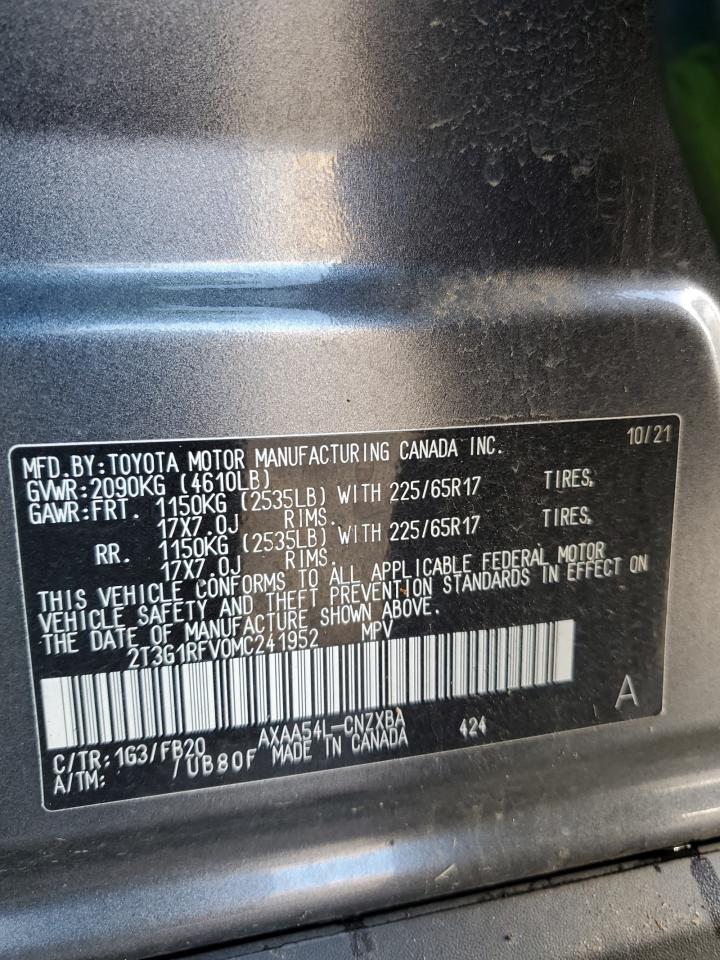 MFD.BY:TOYOTA MOTOR MANUFACTURING CANADA INC. 10/21
GVWR:2090KG (4610LB)
GAWR:FRT. 1150KG (2535LB) WITH 225/65R17 TIRES,
17X7.0J RIMS.
RR. 1150KG (2535LB) WITH 225/65R17 TIRES,
17X7.0J RIMS.
THIS VEHICLE CONFORMS TO ALL APPLICABLE FEDERAL MOTOR
VEHICLE SAFETY AND THEFT PREVENTION STANDARDS IN EFFECT ON
THE DATE OF MANUFACTURE SHOWN ABOVE.
2T3G1RFV0MC241952 MPV
A
C/TR:1G3/FB20 AXAA54L-CNZXBA 424
A/TM: /UB80F MADE IN CANADA